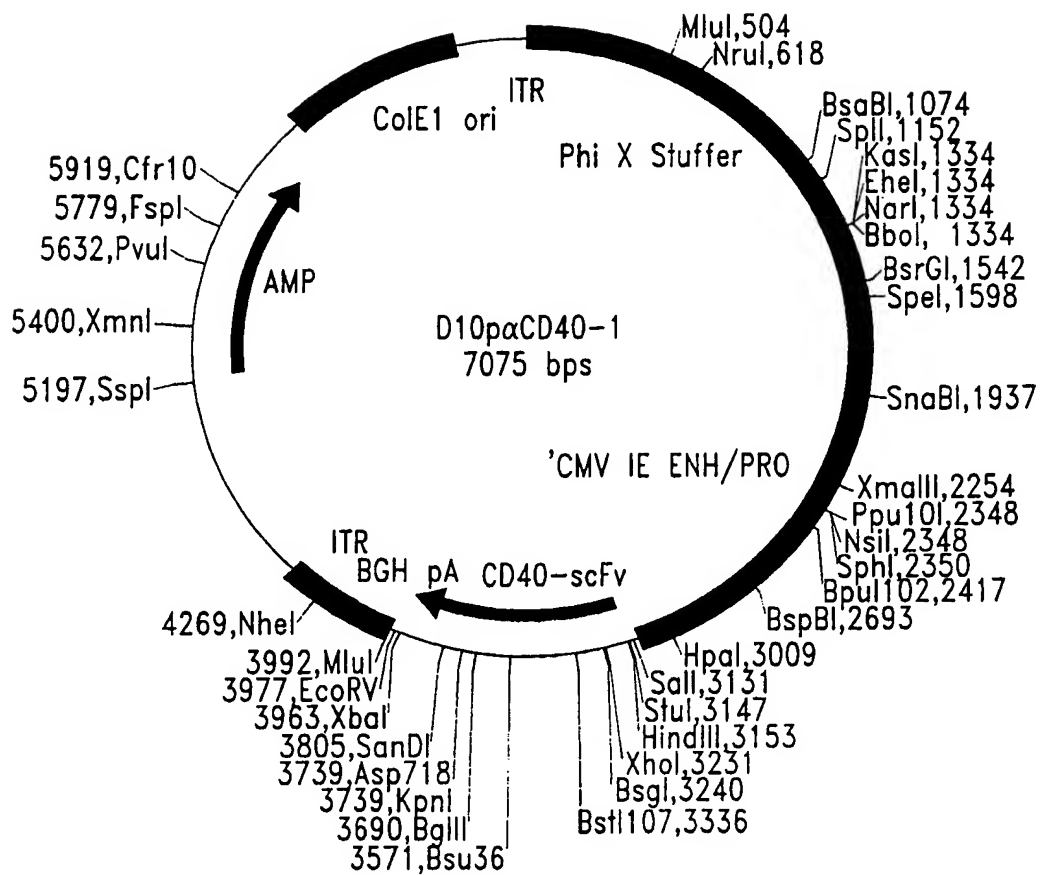 MluI,504
NruI,618
ITR
ColE1 ori
BsaBI,1074
SplI,1152
Phi X Stuffer
KasI,1334
5919,Cfr10
EheI,1334
5779,FspI
NarI,1334
BboI, 1334
5632,PvuI
BsrGI,1542
AMP
SpeI,1598
5400,XmnI
D10pαCD40-1
7075 bps
5197,SspI
SnaBI,1937
'CMV IE ENH/PRO
XmaIII,2254
Ppu10I,2348
NsiI,2348
ITR
SphI,2350
BGH pA
CD40-scFv
BpuI102,2417
BspBI,2693
4269,NheI
HpaI,3009
3992,MluI
SalI,3131
3977,EcoRV
StuI,3147
3963,XbaI
HindIII,3153
3805,SanDI
XhoI,3231
3739,Asp718
BsgI,3240
3739,KpnI
BstI107,3336
3690,BglII
3571,Bsu36